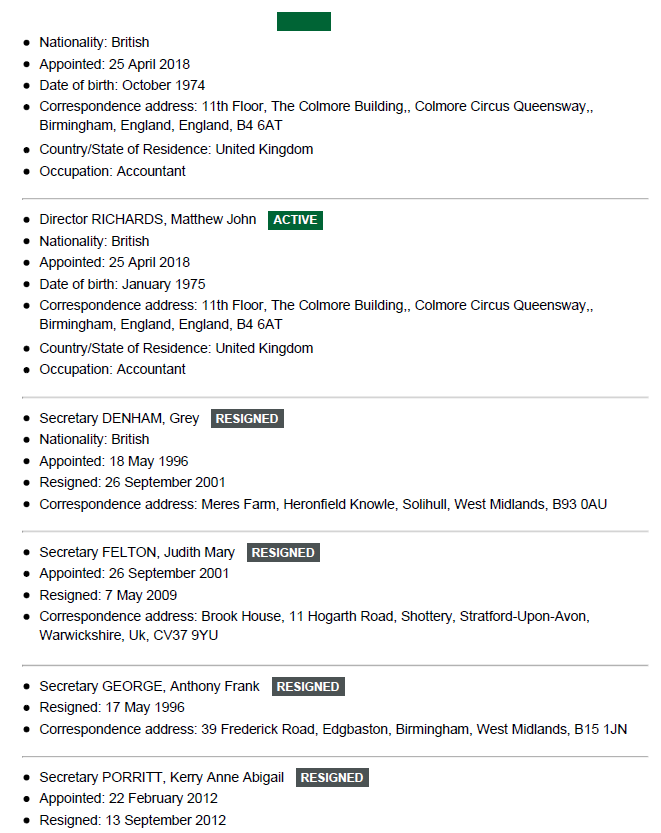 Nationality: British
Appointed: 25 April 2018
Date of birth: October 1974
Correspondence address: 11th Floor, The Colmore Building,, Colmore Circus Queensway,,
Birmingham, England, England, B4 6AT
Country/State of Residence: United Kingdom
Occupation: Accountant
Director RICHARDS, Matthew John ACTIVE
Nationality: British
Appointed: 25 April 2018
Date of birth: January 1975
Correspondence address: 11th Floor, The Colmore Building,, Colmore Circus Queensway,,
Birmingham, England, England, B4 6AT
Country/State of Residence: United Kingdom
Occupation: Accountant
Secretary DENHAM, Grey RESIGNED
Nationality: British
Appointed: 18 May 1996
Resigned: 26 September 2001
Correspondence address: Meres Farm, Heronfield Knowle, Solihull, West Midlands, B93 0AU
Secretary FELTON, Judith Mary RESIGNED
Appointed: 26 September 2001
Resigned: 7 May 2009
Correspondence address: Brook House, 11 Hogarth Road, Shottery, Stratford-Upon-Avon,
Warwickshire, Uk, CV37 9YU
Secretary GEORGE, Anthony Frank RESIGNED
Resigned: 17 May 1996
Correspondence address: 39 Frederick Road, Edgbaston, Birmingham, West Midlands, B15 1JN
Secretary PORRITT, Kerry Anne Abigail RESIGNED
Appointed: 22 February 2012
Resigned: 13 September 2012